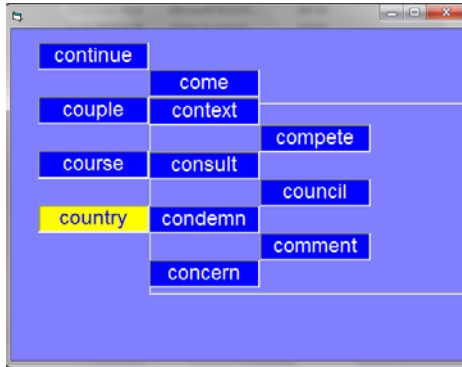 continue
come
couple context
compete
course consult
council
country condemn
comment
concern